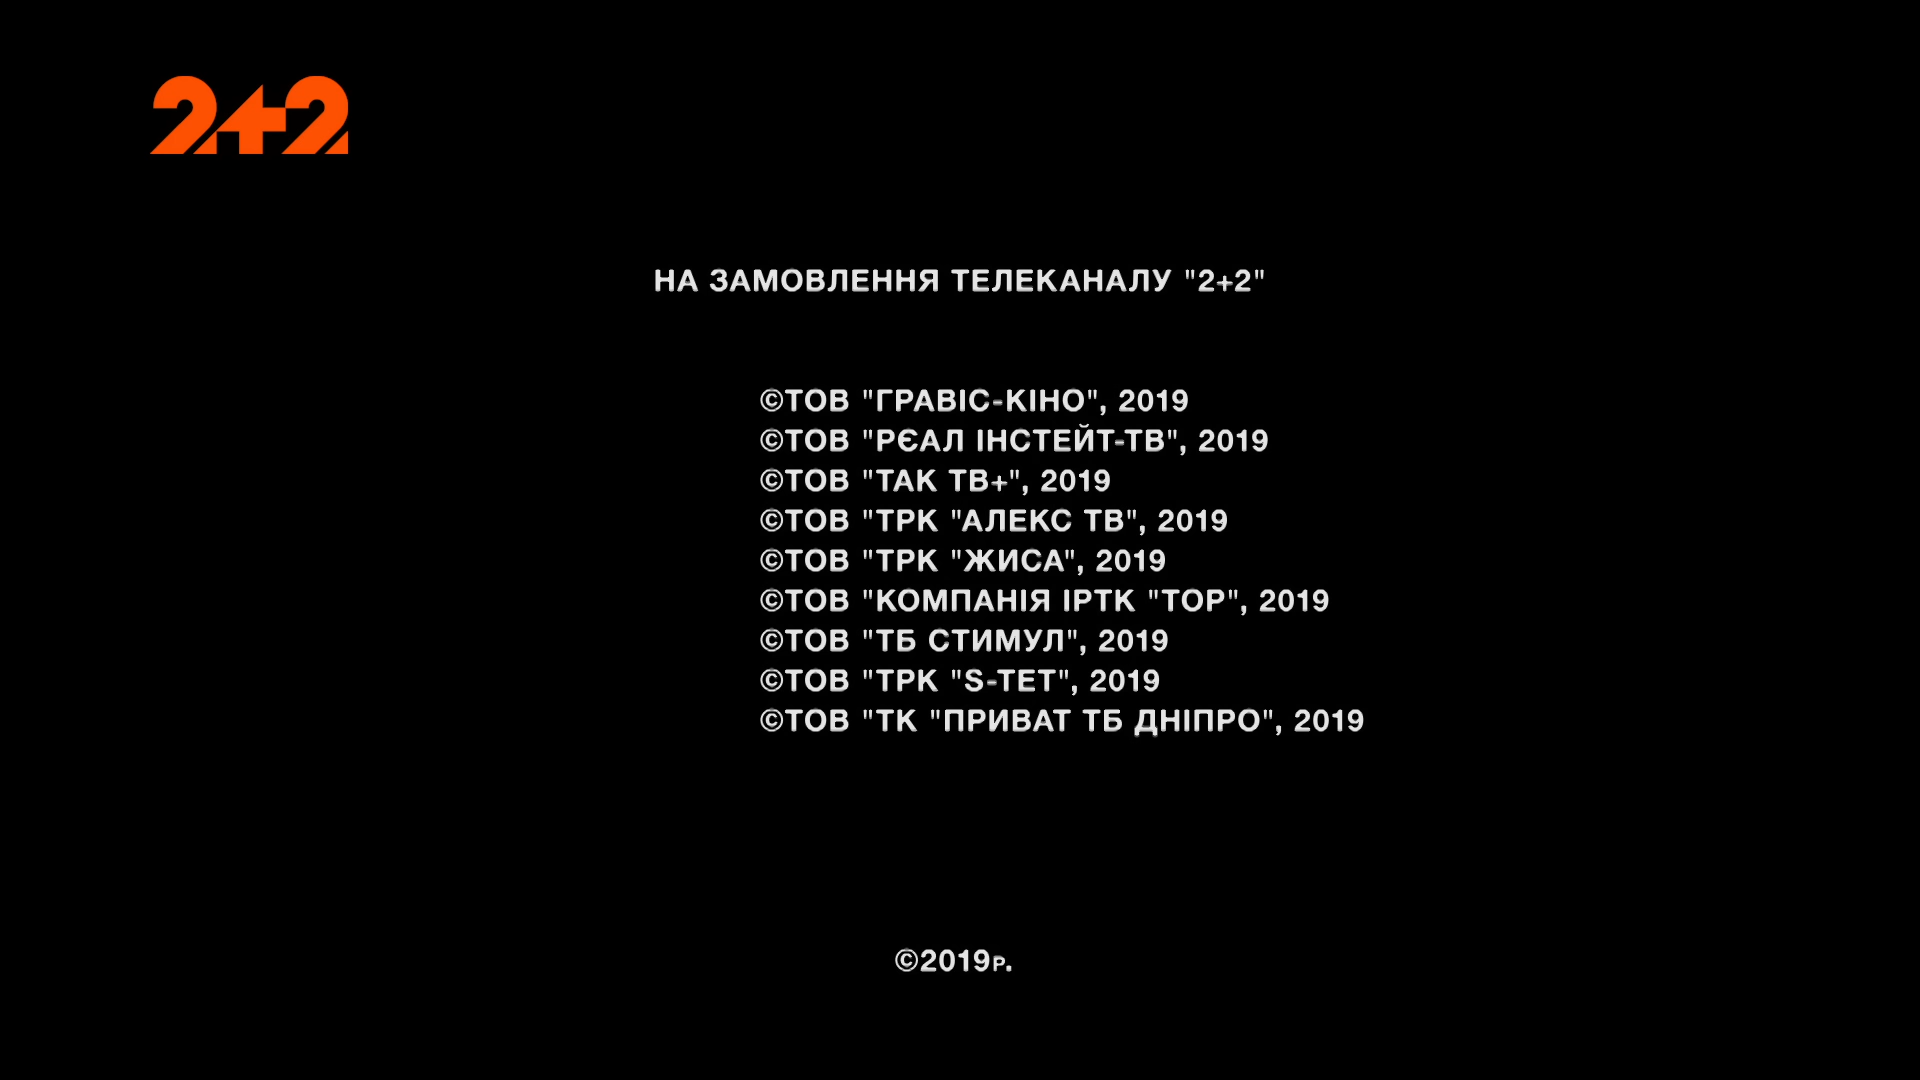 2+2
НА ЗАМОВЛЕННЯ ТЕЛЕКАНАЛУ "2+2"
©ТОВ "ГРАВІС-КІНО", 2019
©ТОВ "РЄАЛ ІНСТЕЙТ-ТВ", 2019
©ТОВ "ТАК ТВ+", 2019
©ТОВ "ТРК "АЛЕКС ТВ", 2019
©ТОВ "ТРК "ЖИСА", 2019
©ТОВ "КОМПАНІЯ ІРТК "ТОР", 2019
©ТОВ "ТБ СТИМУЛ", 2019
©ТОВ "ТРК "S-ТЕТ", 2019
©ТОВ "ТК "ПРИВАТ ТБ ДНІПРО", 2019
©2019р.